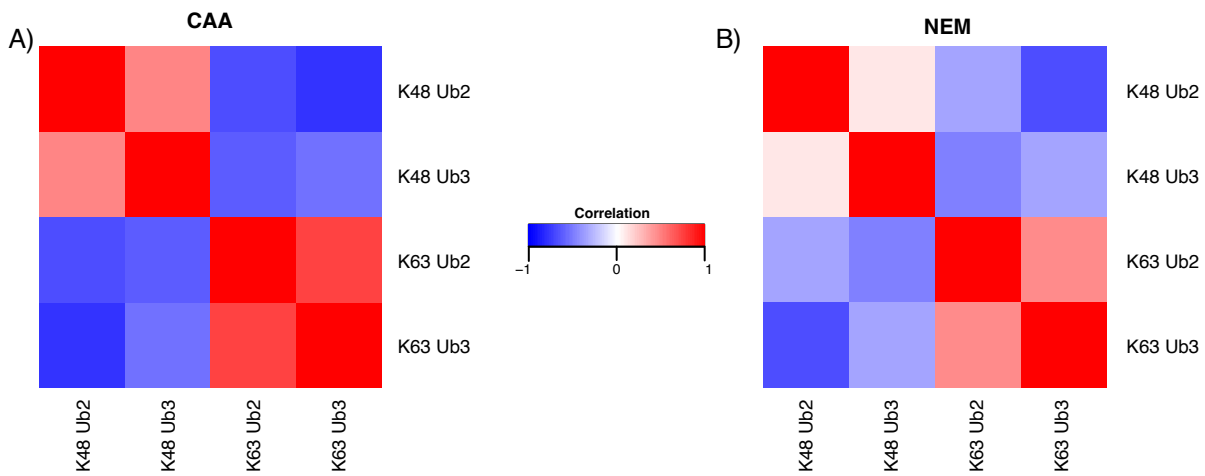 A)
CAA
K48 Ub2
K48 Ub3
K63 Ub2
K63 Ub3
K48 Ub2
K48 Ub3
K63 Ub2
K63 Ub3
Correlation
−1
0
1
B)
NEM
K48 Ub2
K48 Ub3
K63 Ub2
K63 Ub3
K48 Ub2
K48 Ub3
K63 Ub2
K63 Ub3